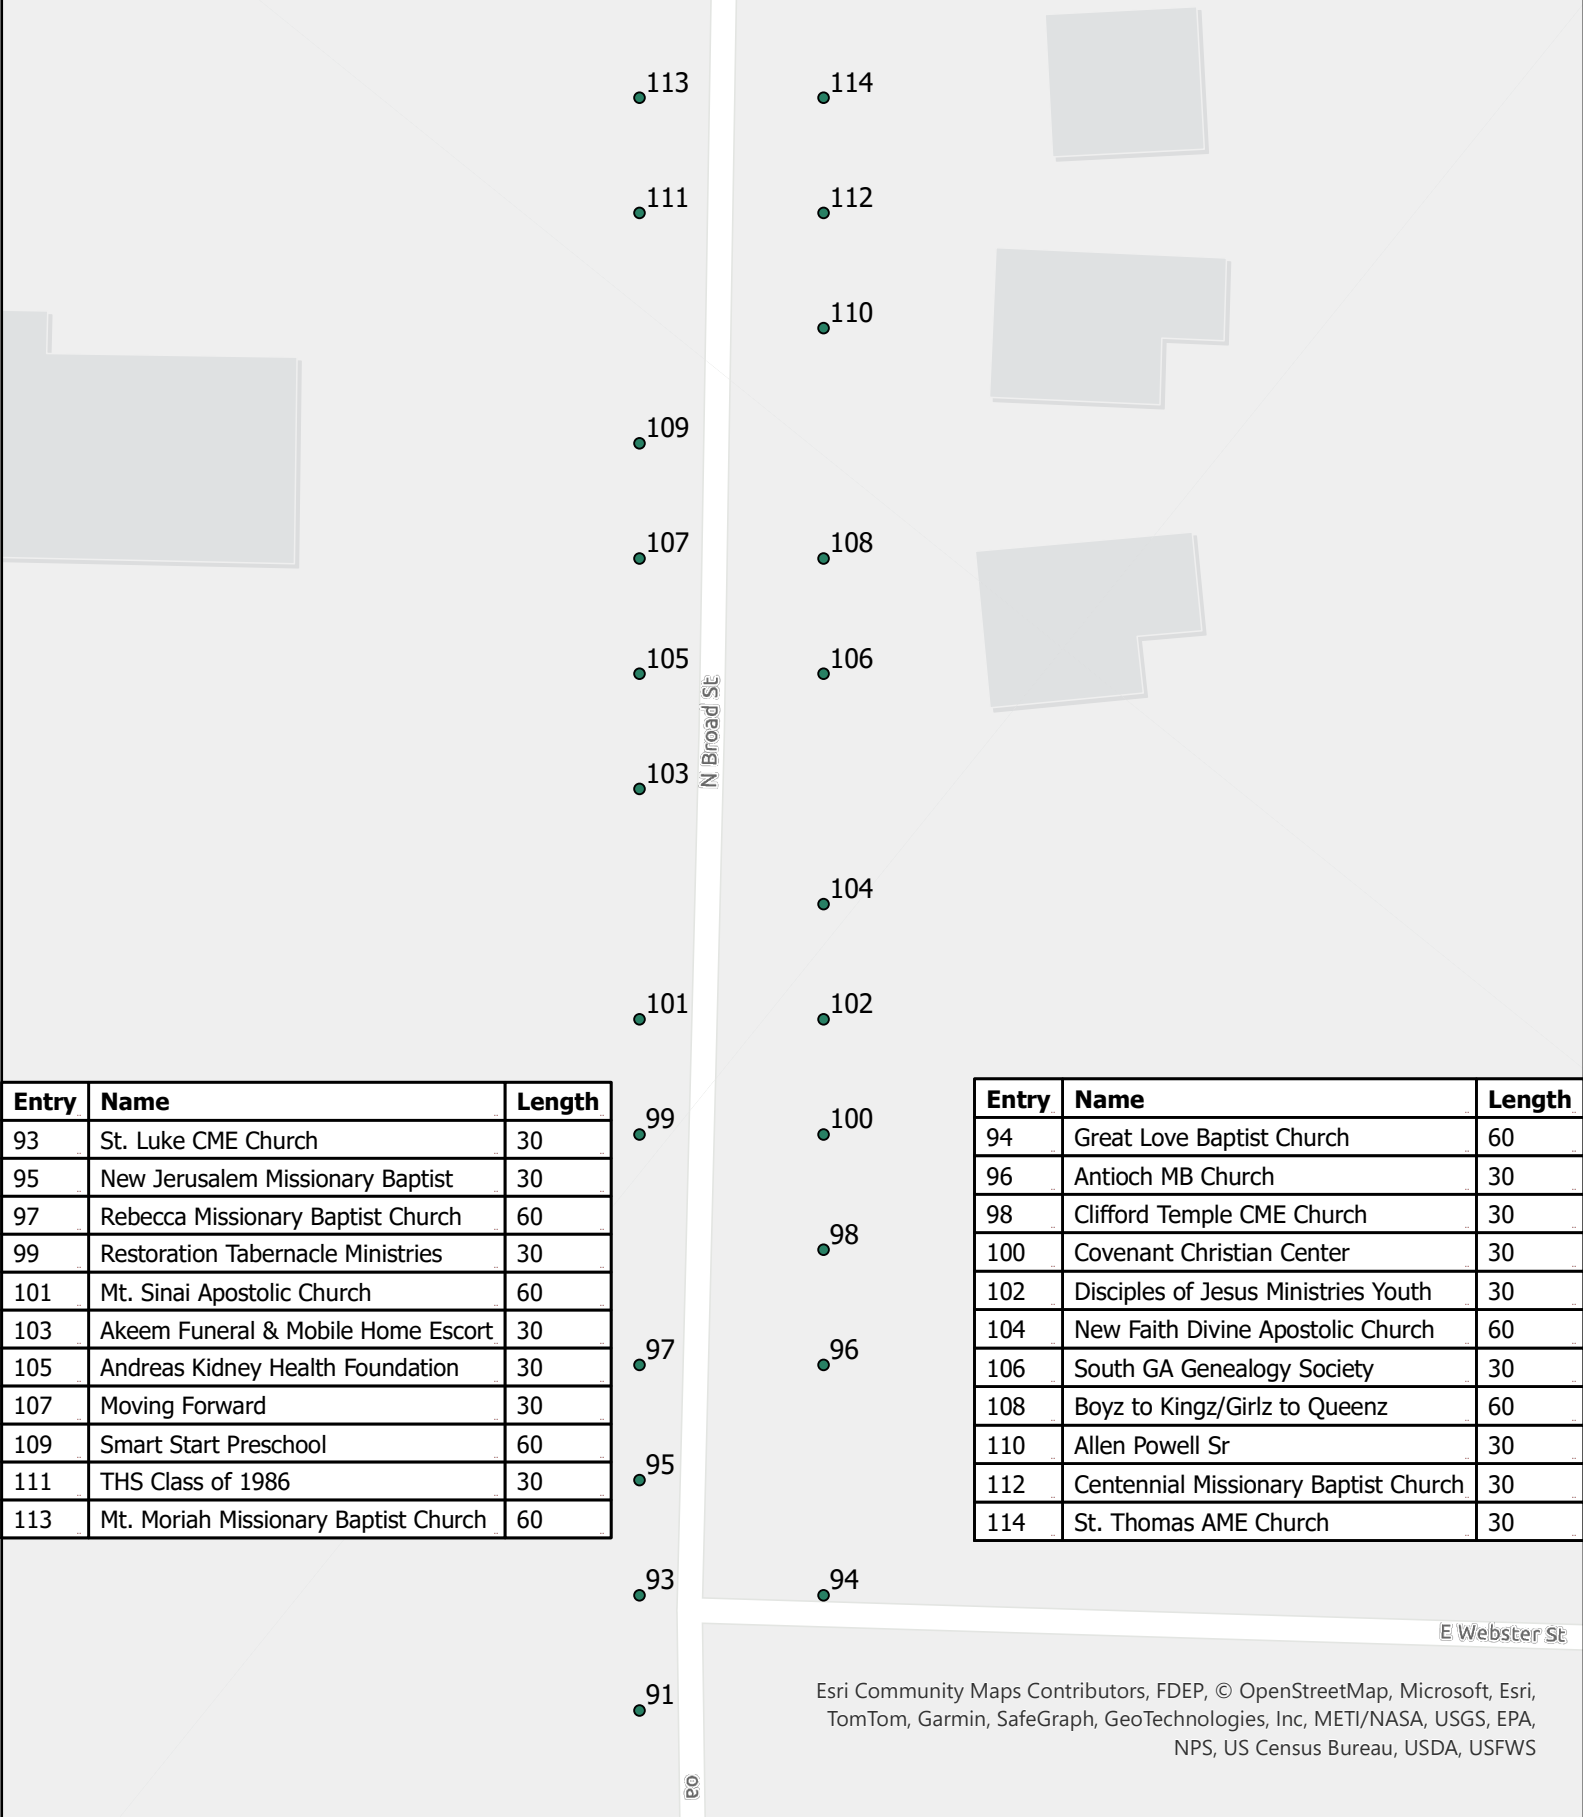 113
114
111
112
110
109
107
108
105
106
N Broad St
103
104
101
102
99
100
98
97
96
95
93
94
91
Entry Name Length
93 St. Luke CME Church 30
95 New Jerusalem Missionary Baptist 30
97 Rebecca Missionary Baptist Church 60
99 Restoration Tabernacle Ministries 30
101 Mt. Sinai Apostolic Church 60
103 Akeem Funeral & Mobile Home Escort 30
105 Andreas Kidney Health Foundation 30
107 Moving Forward 30
109 Smart Start Preschool 60
111 THS Class of 1986 30
113 Mt. Moriah Missionary Baptist Church 60
Entry Name Length
94 Great Love Baptist Church 60
96 Antioch MB Church 30
98 Clifford Temple CME Church 30
100 Covenant Christian Center 30
102 Disciples of Jesus Ministries Youth 30
104 New Faith Divine Apostolic Church 60
106 South GA Genealogy Society 30
108 Boyz to Kingz/Girlz to Queenz 60
110 Allen Powell Sr 30
112 Centennial Missionary Baptist Church 30
114 St. Thomas AME Church 30
E Webster St
Esri Community Maps Contributors, FDEP, © OpenStreetMap, Microsoft, Esri,
TomTom, Garmin, SafeGraph, GeoTechnologies, Inc, METI/NASA, USGS, EPA,
NPS, US Census Bureau, USDA, USFWS
oa